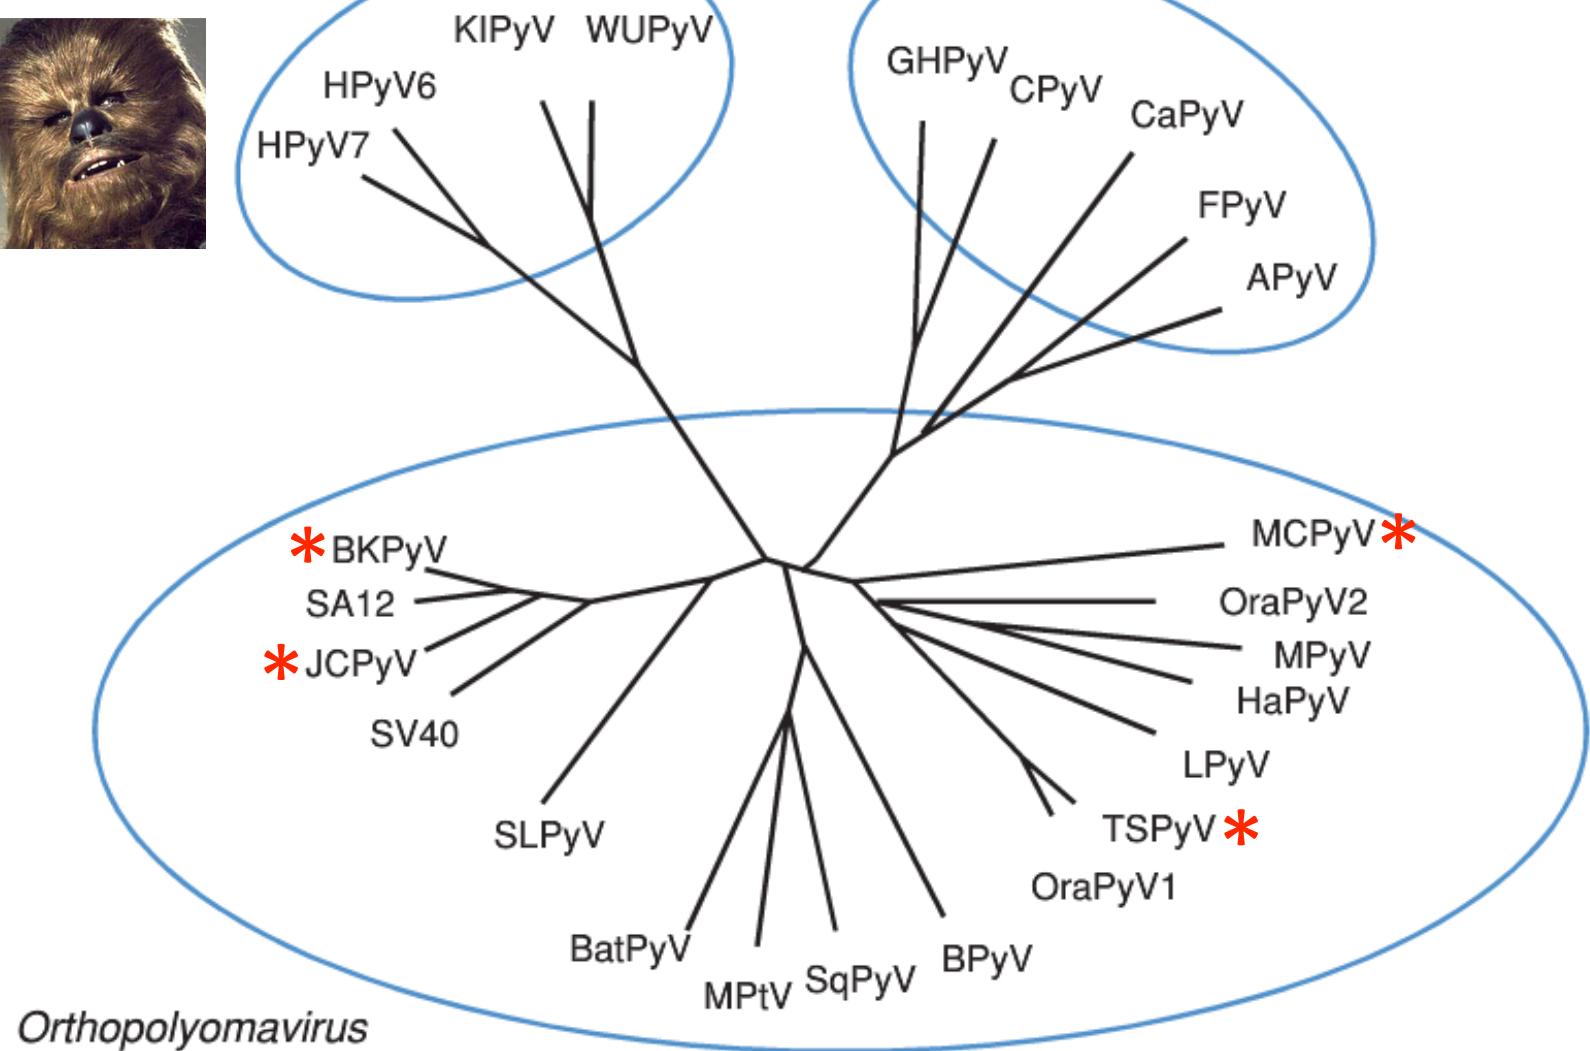 KIPyV WUPyV
HPyV6
HPyV7
GHPyV
CPyV
CaPyV
FPyV
APyV
*BKPyV
SA12
*JCPyV
SV40
SLPyV
BatPyV
MPtV
SqPyV
BPyV
MCPyV*
OraPyV2
MPyV
HaPyV
LPyV
TSPyV*
OraPyV1
Orthopolyomavirus